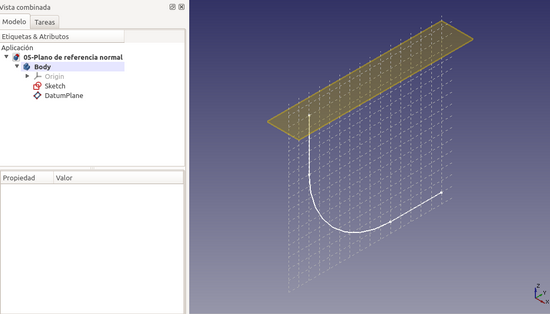 Vista combinada
Modelo Tareas
Etiquetas & Atributos
Aplicación
05-Plano de referencia normal
Body
Origin
Sketch
DatumPlane
Propiedad Valor
Z
Y
X